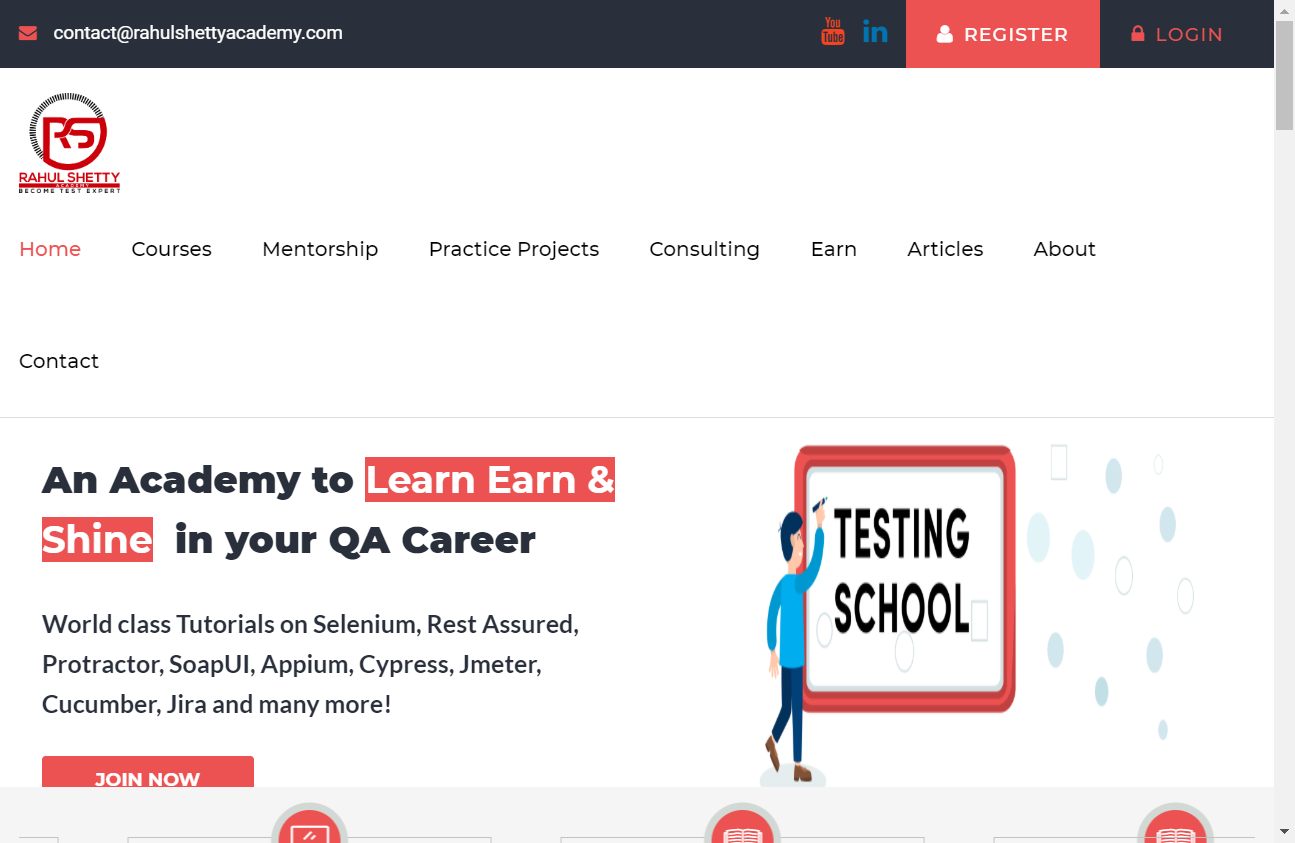 contact@rahulshettyacademy.com
You
Tube
in
REGISTER
LOGIN
RS
RAHUL SHETTY
ACADEMY
BECOME TEST EXPERT
Home Courses Mentorship Practice Projects Consulting Earn Articles About
Contact
An Academy to Learn Earn &
Shine in your QA Career
World class Tutorials on Selenium, Rest Assured,
Protractor, SoapUI, Appium, Cypress, Jmeter,
Cucumber, Jira and many more!
JOIN NOW
TESTING
SCHOOL